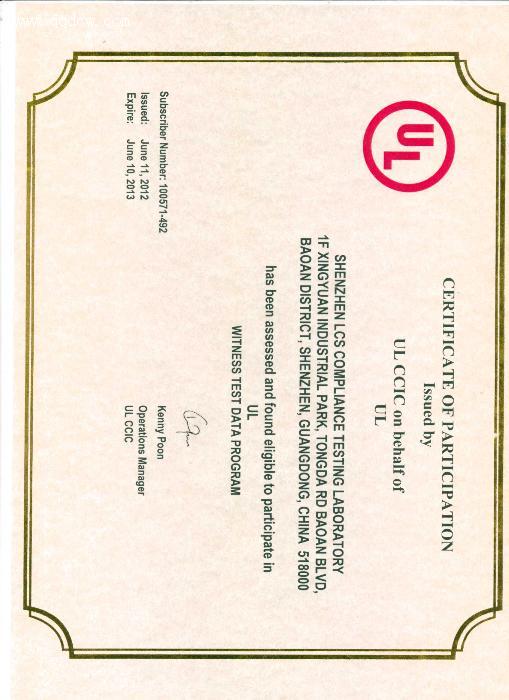 UL
CERTIFICATE OF PARTICIPATION
Issued by
UL CCIC on behalf of
UL
SHENZHEN LCS COMPLIANCE TESTING LABORATORY
1F XINGYUAN INDUSTRIAL PARK, TONGDA RD BAOAN BLVD,
BAOAN DISTRICT, SHENZHEN, GUANGDONG, CHINA 518000
has been assessed and found eligible to participate in
UL
WITNESS TEST DATA PROGRAM
Subscriber Number: 100571-492
Issued: June 11, 2012
Expire: June 10, 2013
Kenny Poon
Operations Manager
UL CCIC